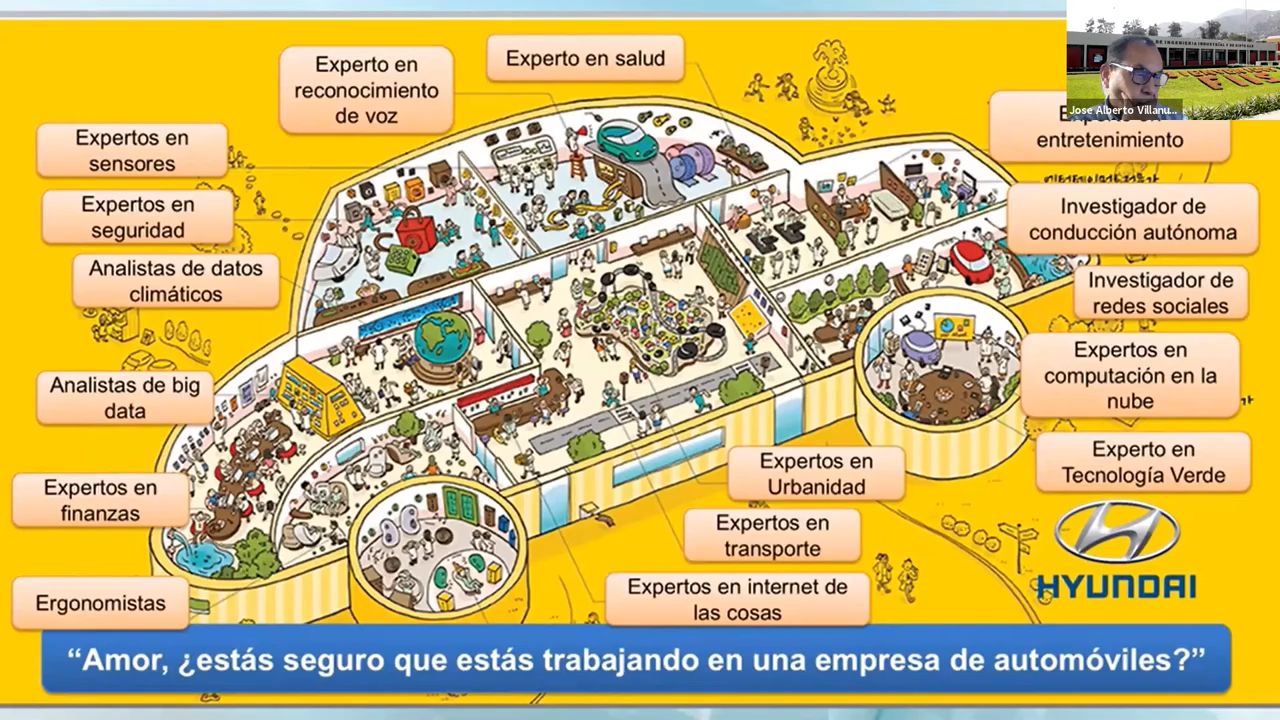 Experto en salud
Experto en
reconocimiento
de voz
Jose Alberto Villanu...
entretenimiento
Expertos en
sensores
Expertos en
seguridad
Investigador de
conducción autónoma
Analistas de datos
climáticos
Investigador de
redes sociales
Expertos en
computación en la
nube
Analistas de big
data
Experto en
Tecnología Verde
Expertos en
Urbanidad
Expertos en
finanzas
Expertos en
transporte
HYUNDAI
Expertos en internet de
las cosas
Ergonomistas
“Amor, ¿estás seguro que estás trabajando en una empresa de automóviles?”